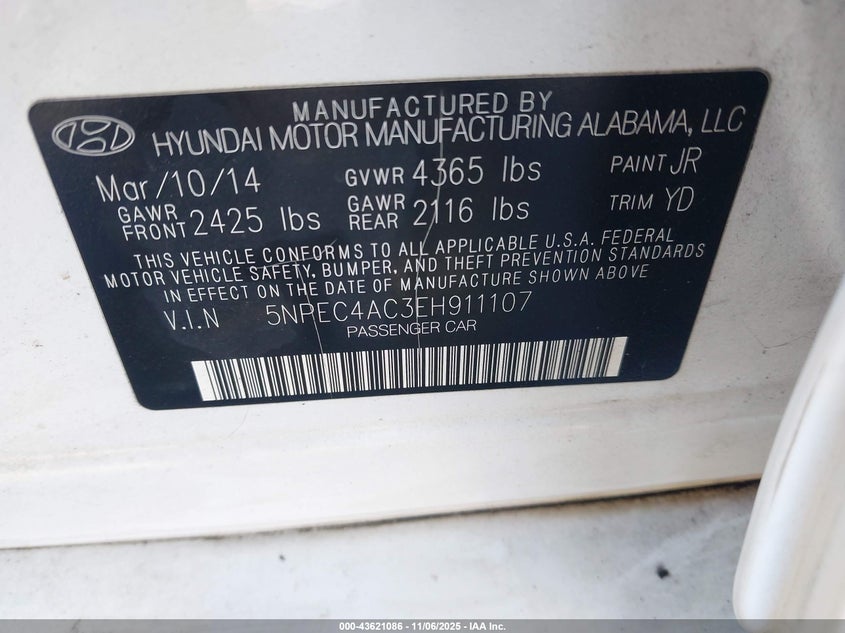 MANUFACTURED BY
HYUNDAI MOTOR MANUFACTURING ALABAMA, LLC
Mar/10/14 GVWR 4365 lbs PAINT JR
GAWR FRONT 2425 lbs GAWR REAR 2116 lbs TRIM YD
THIS VEHICLE CONFORMS TO ALL APPLICABLE U.S.A. FEDERAL
MOTOR VEHICLE SAFETY, BUMPER, AND THEFT PREVENTION STANDARDS
IN EFFECT ON THE DATE OF MANUFACTURE SHOWN ABOVE
V.I.N 5NPEC4AC3EH911107
PASSENGER CAR
000-43621086 - 11/06/2025 - IAA Inc.